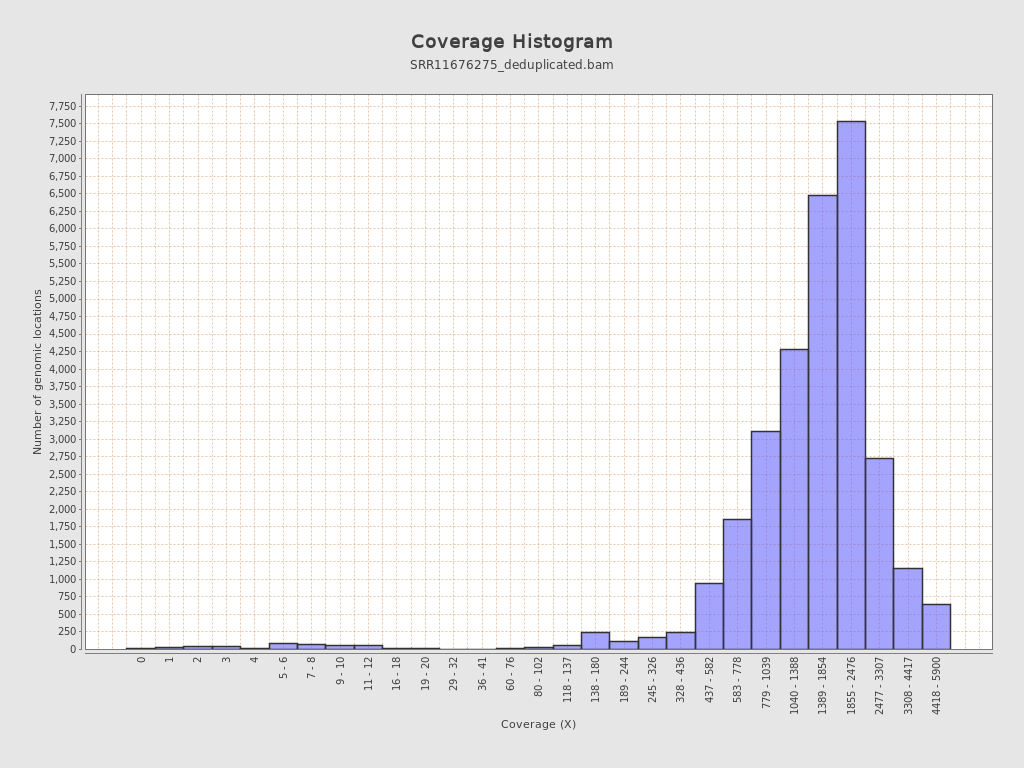 Coverage Histogram
SRR11676275_deduplicated.bam
7,750
7,500
7,250
7,000
6,750
6,500
6,250
6,000
5,750
5,500
5,250
5,000
4,750
4,500
4,250
4,000
3,750
3,500
3,250
3,000
2,750
2,500
2,250
2,000
1,750
1,500
1,250
1,000
750
500
250
0
Number of genomic locations
0
1
2
3
4
5 - 6
7 - 8
9 - 10
11 - 12
16 - 18
19 - 20
29 - 32
36 - 41
60 - 76
80 - 102
118 - 137
138 - 180
189 - 244
245 - 326
328 - 436
437 - 582
583 - 778
779 - 1039
1040 - 1388
1389 - 1854
1855 - 2476
2477 - 3307
3308 - 4417
4418 - 5900
Coverage (X)